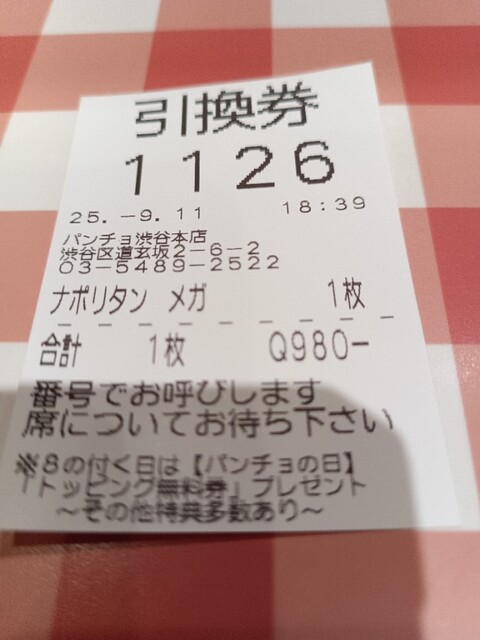 引換券
1126
25.-9.11 18:39
パンチョ渋谷本店
渋谷区道玄坂2-6-2
03-5489-2522
ナポリタン メガ 1枚
合計 1枚 Q980-
番号でお呼びします
席についてお待ち下さい
※8の付く日は【パンチョの日】
「トッピング無料券」プレゼント
～その他特典多数あり～